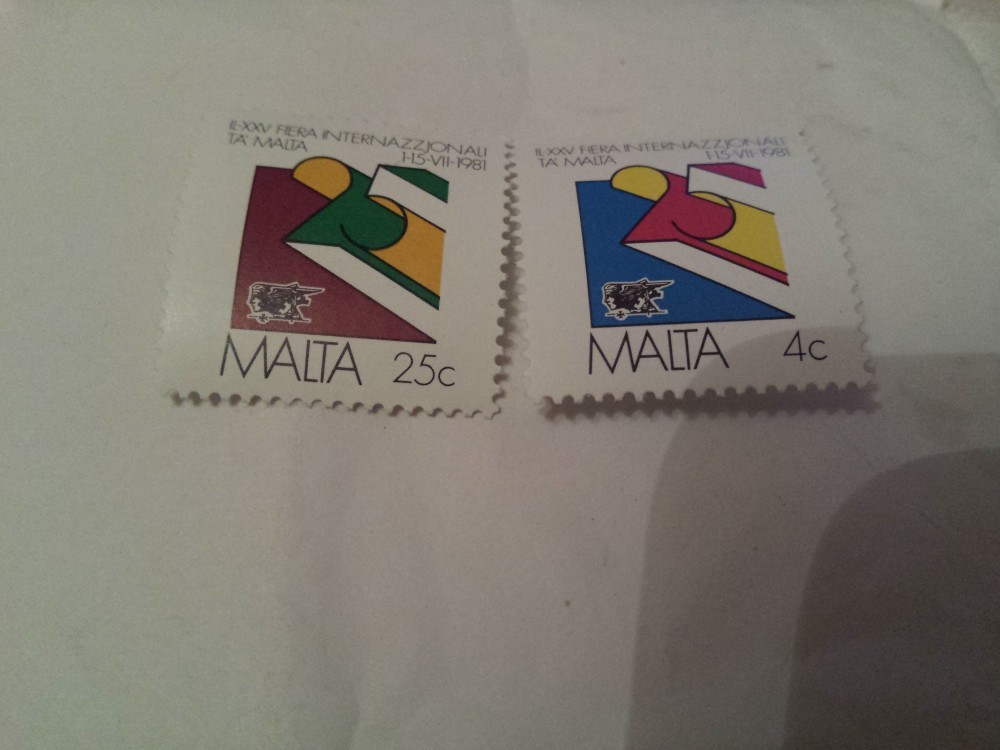 IL-XXV FIERA INTERNAZZJONALI
TA' MALTA 1-15-VII-1981
MALTA 25c
IL-XXV FIERA INTERNAZZJONALI
TA' MALTA 1-15-VII-1981
MALTA 4c